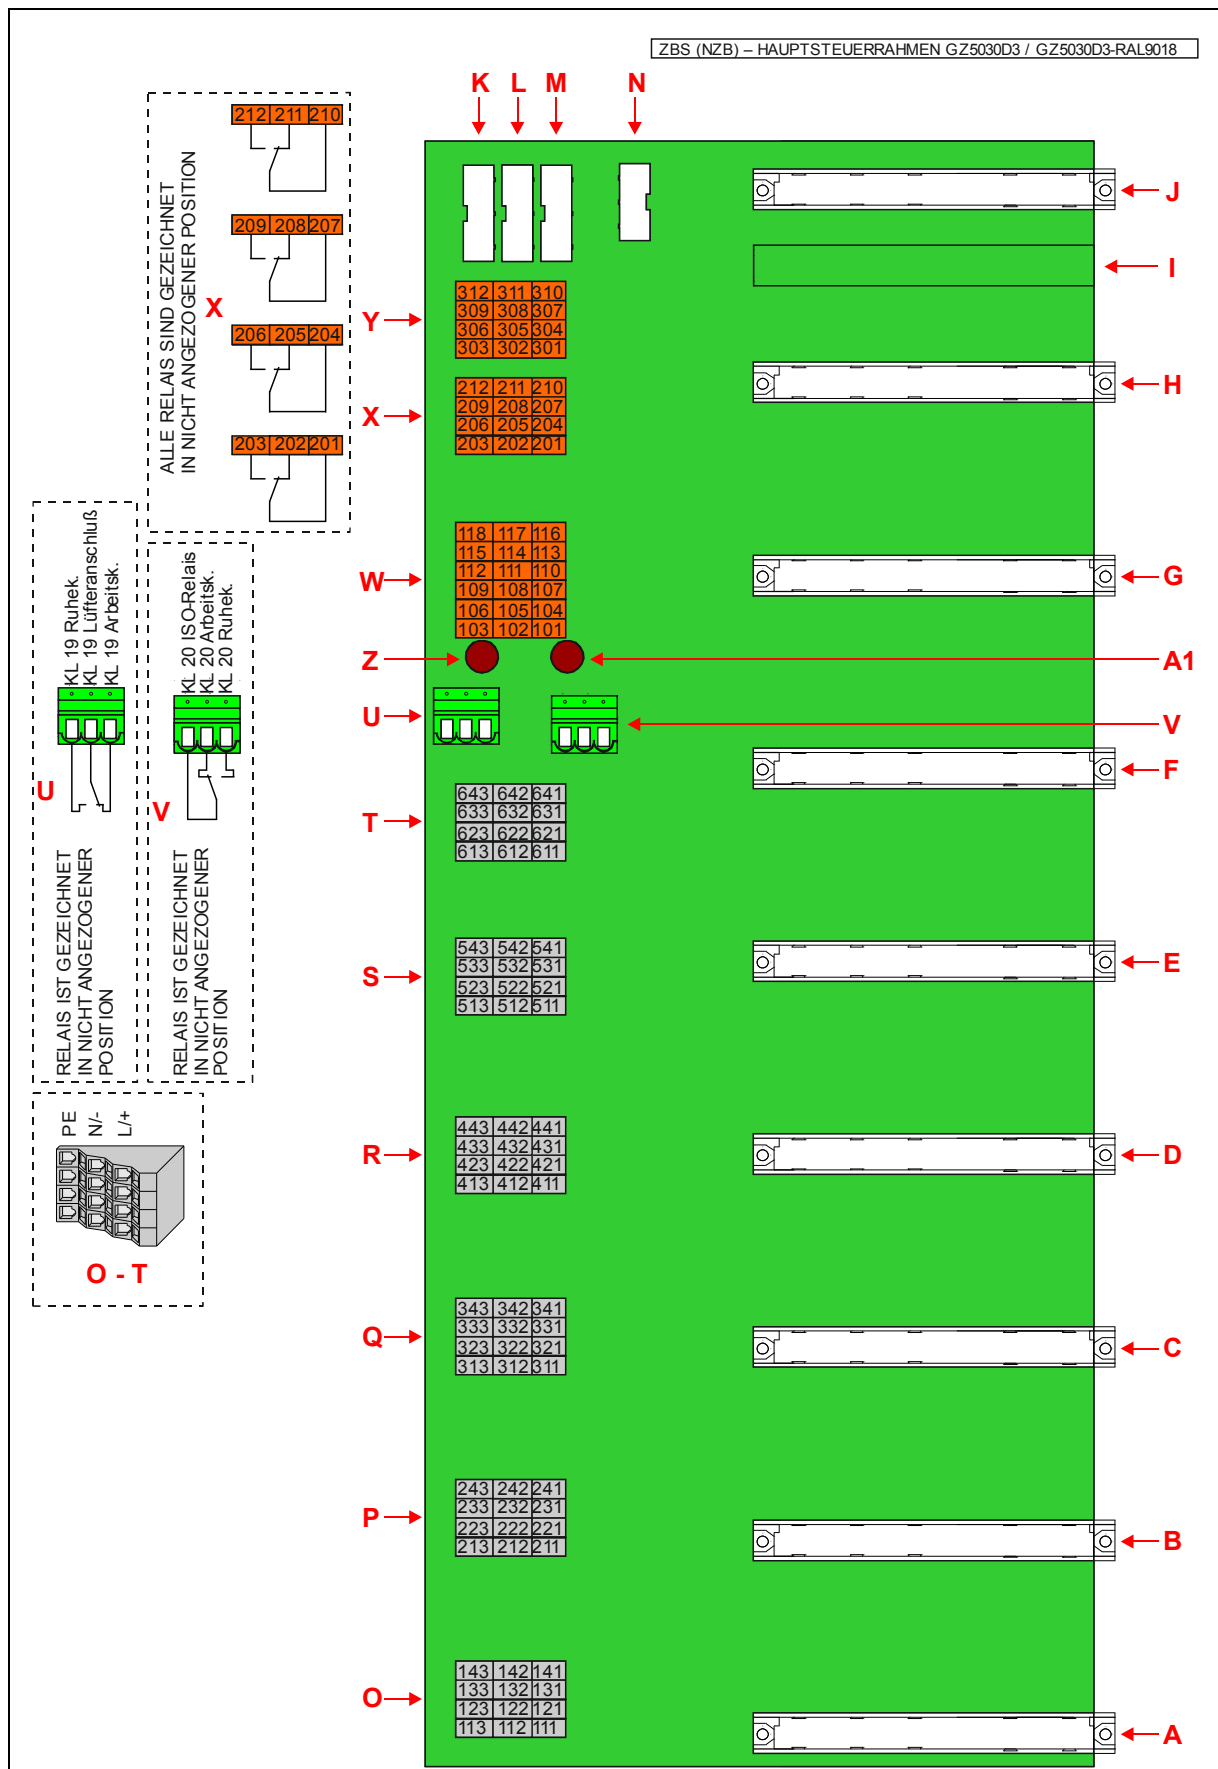 ZBS (NZB) – HAUPTSTEUERRAHMEN GZ5030D3 / GZ5030D3-RAL9018
K L M N
212 211 210
209 208 207
206 205 204
203 202 201
X
ALLE RELAIS SIND GEZEICHNET
IN NICHT ANGEZOGENER POSITION
KL 19 Ruhek.
KL 19 Lüfteranschluß
KL 19 Arbeitsk.
U
RELAIS IST GEZEICHNET
IN NICHT ANGEZOGENER
POSITION
KL 20 ISO-Relais
KL 20 Arbeitsk.
KL 20 Ruhek.
V
RELAIS IST GEZEICHNET
IN NICHT ANGEZOGENER
POSITION
PE
N/-
L/+
O - T
Y
312 311 310
309 308 307
306 305 304
303 302 301
X
212 211 210
209 208 207
206 205 204
203 202 201
W
118 117 116
115 114 113
112 111 110
109 108 107
106 105 104
103 102 101
Z
A1
U
V
T
643 642 641
633 632 631
623 622 621
613 612 611
S
543 542 541
533 532 531
523 522 521
513 512 511
R
443 442 441
433 432 431
423 422 421
413 412 411
Q
343 342 341
333 332 331
323 322 321
313 312 311
P
243 242 241
233 232 231
223 222 221
213 212 211
O
143 142 141
133 132 131
123 122 121
113 112 111
J
I
H
G
F
E
D
C
B
A